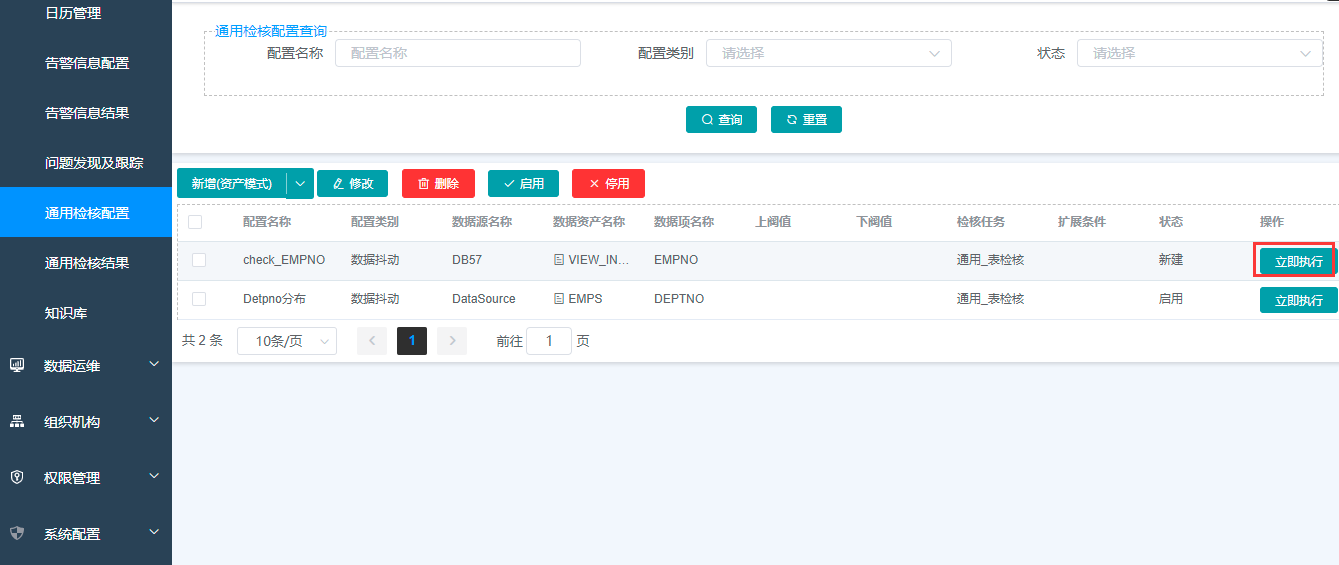 日历管理
告警信息配置
告警信息结果
问题发现及跟踪
通用检核配置
通用检核结果
知识库
数据运维
组织机构
权限管理
系统配置
通用检核配置查询
配置名称 配置名称 配置类别 请选择 状态 请选择
查询 重置
新增(资产模式) 修改 删除 启用 停用
配置名称 配置类别 数据源名称 数据资产名称 数据项名称 上阀值 下阀值 检核任务 扩展条件 状态 操作
check_EMPNO 数据抖动 DB57 VIEW_IN... EMPNO 通用_表检核 新建 立即执行
Detpno分布 数据抖动 DataSource EMPS DEPTNO 通用_表检核 启用 立即执行
共 2 条 10条/页 1 前往 1 页